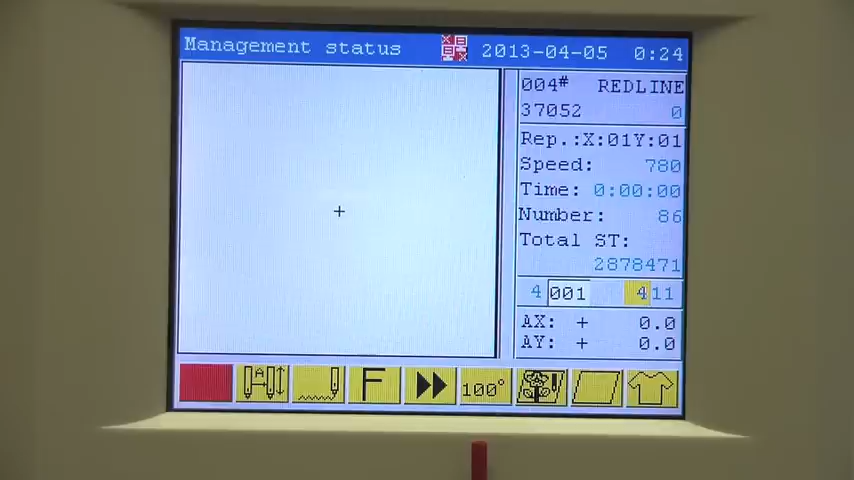 Management status 2013-04-05 0:24
004# REDLINE
37052 0
Rep.:X:01Y:01
Speed: 780
Time: 0:00:00
Number: 86
Total ST:
2878471
4 001 411
AX: + 0.0
AY: + 0.0
A F 100°